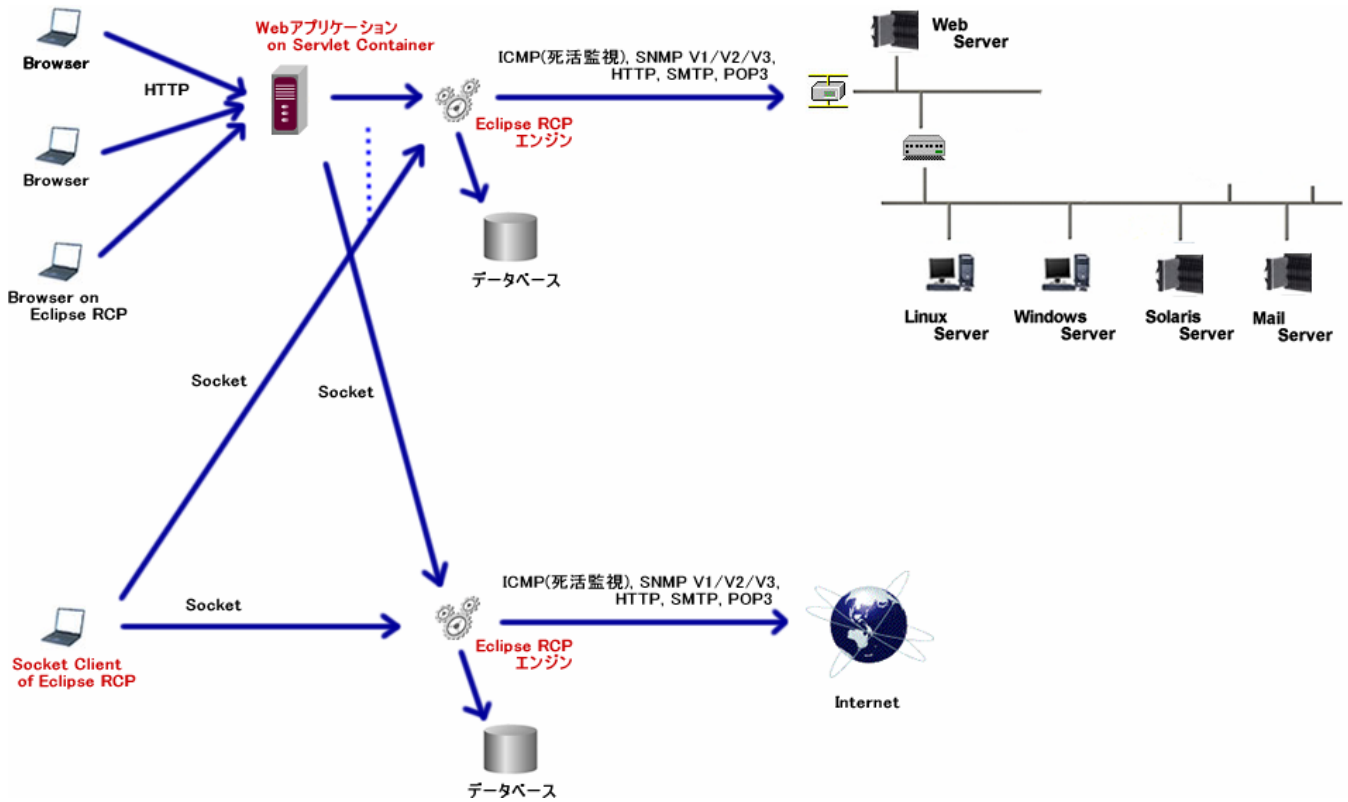 Webアプリケーション
on Servlet Container
Web
Server
Browser
HTTP
ICMP(死活監視), SNMP V1/V2/V3,
HTTP, SMTP, POP3
Eclipse RCP
エンジン
Browser
データベース
Browser on
Eclipse RCP
Linux
Server
Windows
Server
Solaris
Server
Mail
Server
Socket
Socket
ICMP(死活監視), SNMP V1/V2/V3,
HTTP, SMTP, POP3
Socket
Eclipse RCP
エンジン
Socket Client
of Eclipse RCP
Internet
データベース